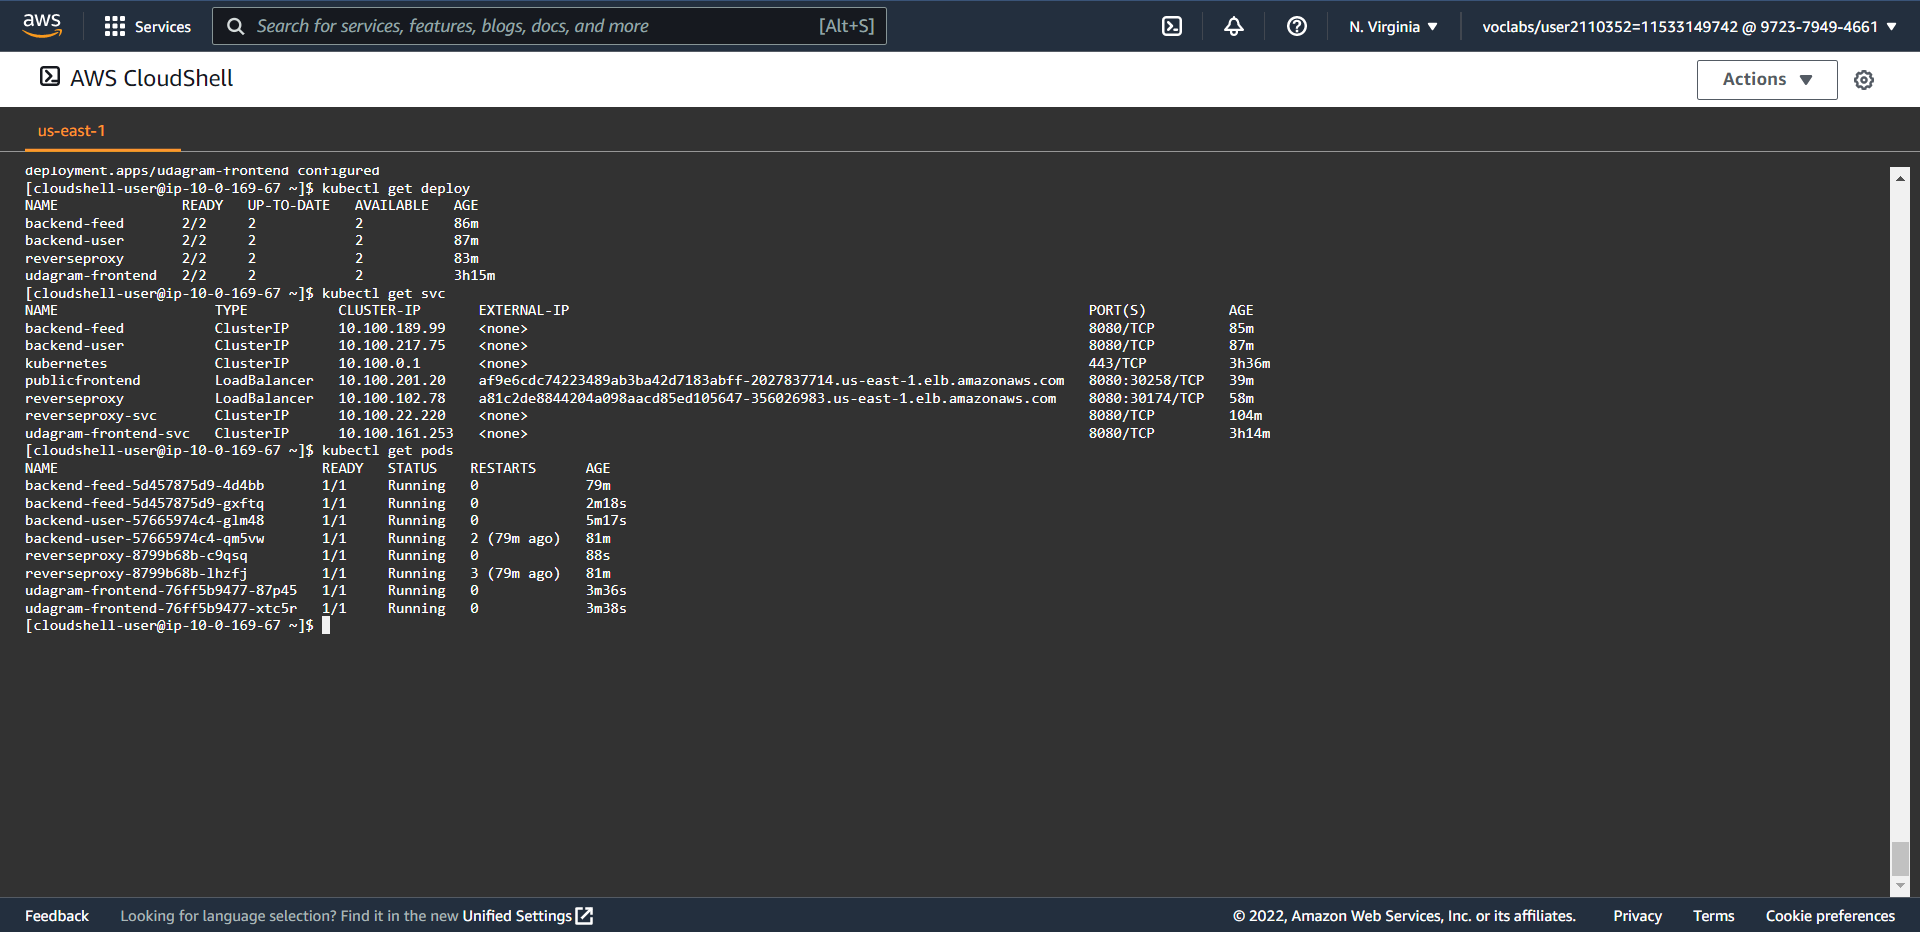 aws
Services
Search for services, features, blogs, docs, and more [Alt+S]
N. Virginia
voclabs/user2110352=11533149742 @ 9723-7949-4661
AWS CloudShell
Actions
us-east-1
deployment.apps/udagram-frontend configured
[cloudshell-user@ip-10-0-169-67 ~]$ kubectl get deploy
NAME READY UP-TO-DATE AVAILABLE AGE
backend-feed 2/2 2 2 86m
backend-user 2/2 2 2 87m
reverseproxy 2/2 2 2 83m
udagram-frontend 2/2 2 2 3h15m
[cloudshell-user@ip-10-0-169-67 ~]$ kubectl get svc
NAME TYPE CLUSTER-IP EXTERNAL-IP PORT(S) AGE
backend-feed ClusterIP 10.100.189.99 <none> 8080/TCP 85m
backend-user ClusterIP 10.100.217.75 <none> 8080/TCP 87m
kubernetes ClusterIP 10.100.0.1 <none> 443/TCP 3h36m
publicfrontend LoadBalancer 10.100.201.20 af9e6cdc74223489ab3ba42d7183abff-2027837714.us-east-1.elb.amazonaws.com 8080:30258/TCP 39m
reverseproxy LoadBalancer 10.100.102.78 a81c2de8844204a098aacd85ed105647-356026983.us-east-1.elb.amazonaws.com 8080:30174/TCP 58m
reverseproxy-svc ClusterIP 10.100.22.220 <none> 8080/TCP 104m
udagram-frontend-svc ClusterIP 10.100.161.253 <none> 8080/TCP 3h14m
[cloudshell-user@ip-10-0-169-67 ~]$ kubectl get pods
NAME READY STATUS RESTARTS AGE
backend-feed-5d457875d9-4d4bb 1/1 Running 0 79m
backend-feed-5d457875d9-gxftq 1/1 Running 0 2m18s
backend-user-57665974c4-glm48 1/1 Running 0 5m17s
backend-user-57665974c4-qm5vw 1/1 Running 2 (79m ago) 81m
reverseproxy-8799b68b-c9qsq 1/1 Running 0 88s
reverseproxy-8799b68b-lhzfj 1/1 Running 3 (79m ago) 81m
udagram-frontend-76ff5b9477-87p45 1/1 Running 0 3m36s
udagram-frontend-76ff5b9477-xtc5r 1/1 Running 0 3m38s
[cloudshell-user@ip-10-0-169-67 ~]$
Feedback Looking for language selection? Find it in the new Unified Settings © 2022, Amazon Web Services, Inc. or its affiliates. Privacy Terms Cookie preferences